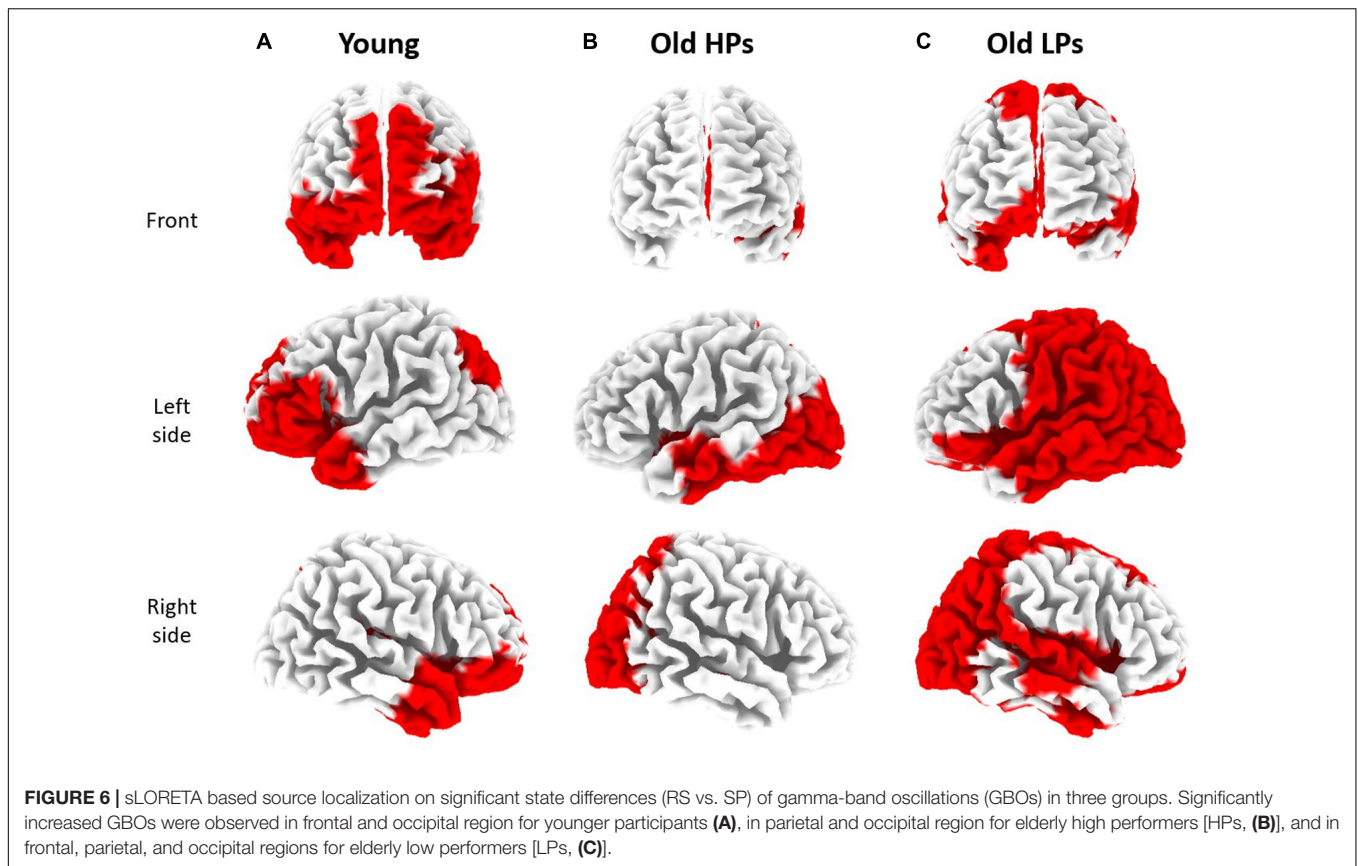 A Young B Old HPs C Old LPs
Front
Left
side
Right
side
FIGURE 6 | sLORETA based source localization on significant state differences (RS vs. SP) of gamma-band oscillations (GBOs) in three groups. Significantly
increased GBOs were observed in frontal and occipital region for younger participants (A), in parietal and occipital region for elderly high performers [HPs, (B)], and in
frontal, parietal, and occipital regions for elderly low performers [LPs, (C)].